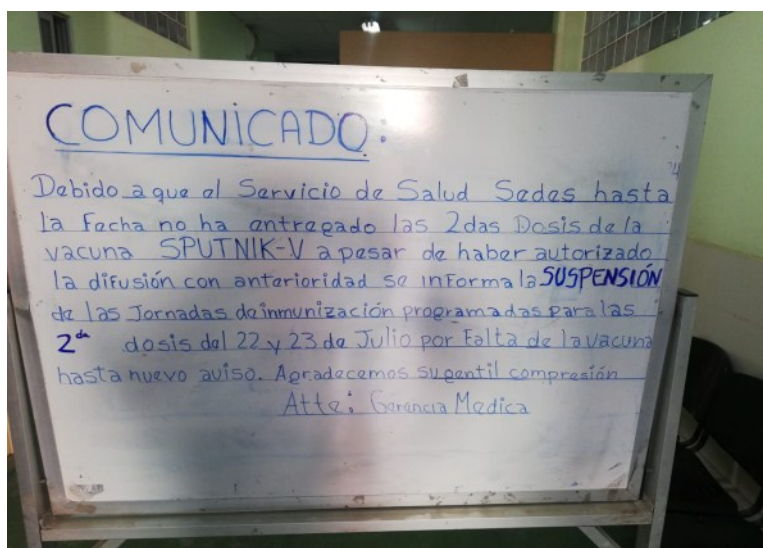 COMUNICADO:
Debido a que el Servicio de Salud Sedes hasta
la Fecha no ha entregado las 2das Dosis de la
vacuna SPUTNIK-V a pesar de haber autorizado
la difusión con anterioridad se informa la SUSPENSIÓN
de las Jornadas de inmunización programadas para las
2da dosis del 22 y 23 de Julio por Falta de la vacuna
hasta nuevo aviso. Agradecemos su gentil compresión
Atte: Gerencia Medica